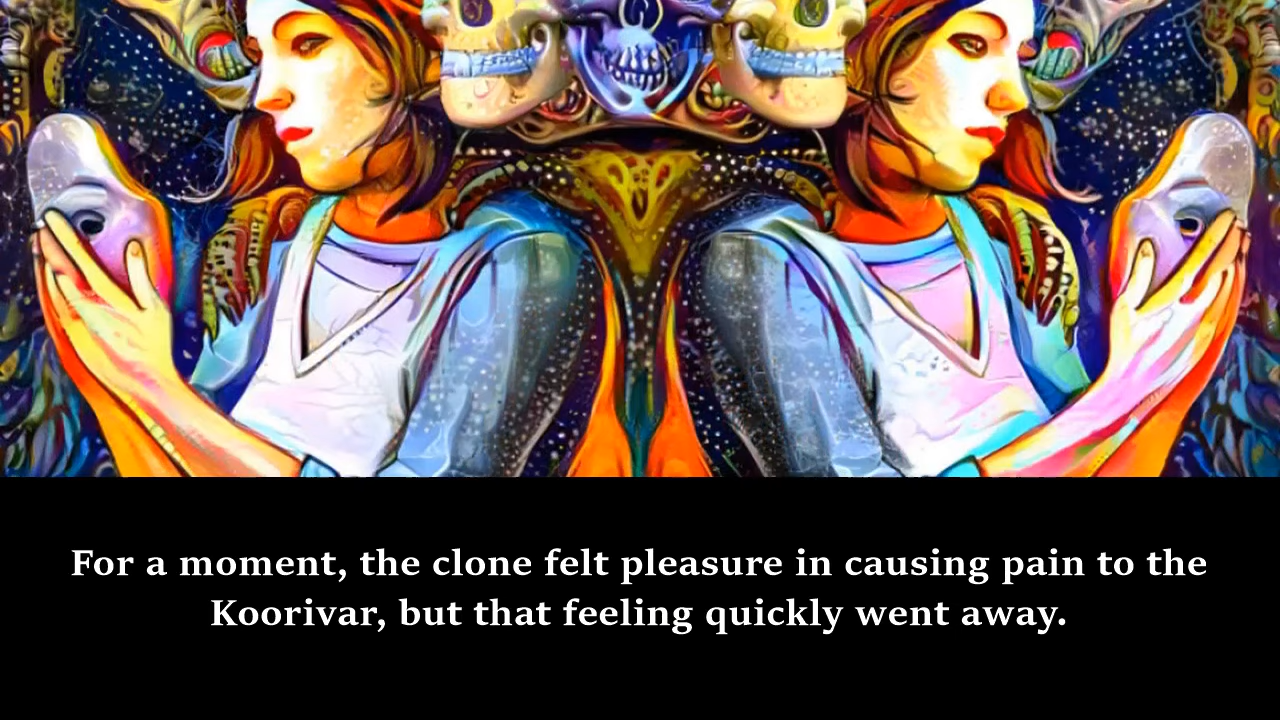 For a moment, the clone felt pleasure in causing pain to the
Koorivar, but that feeling quickly went away.